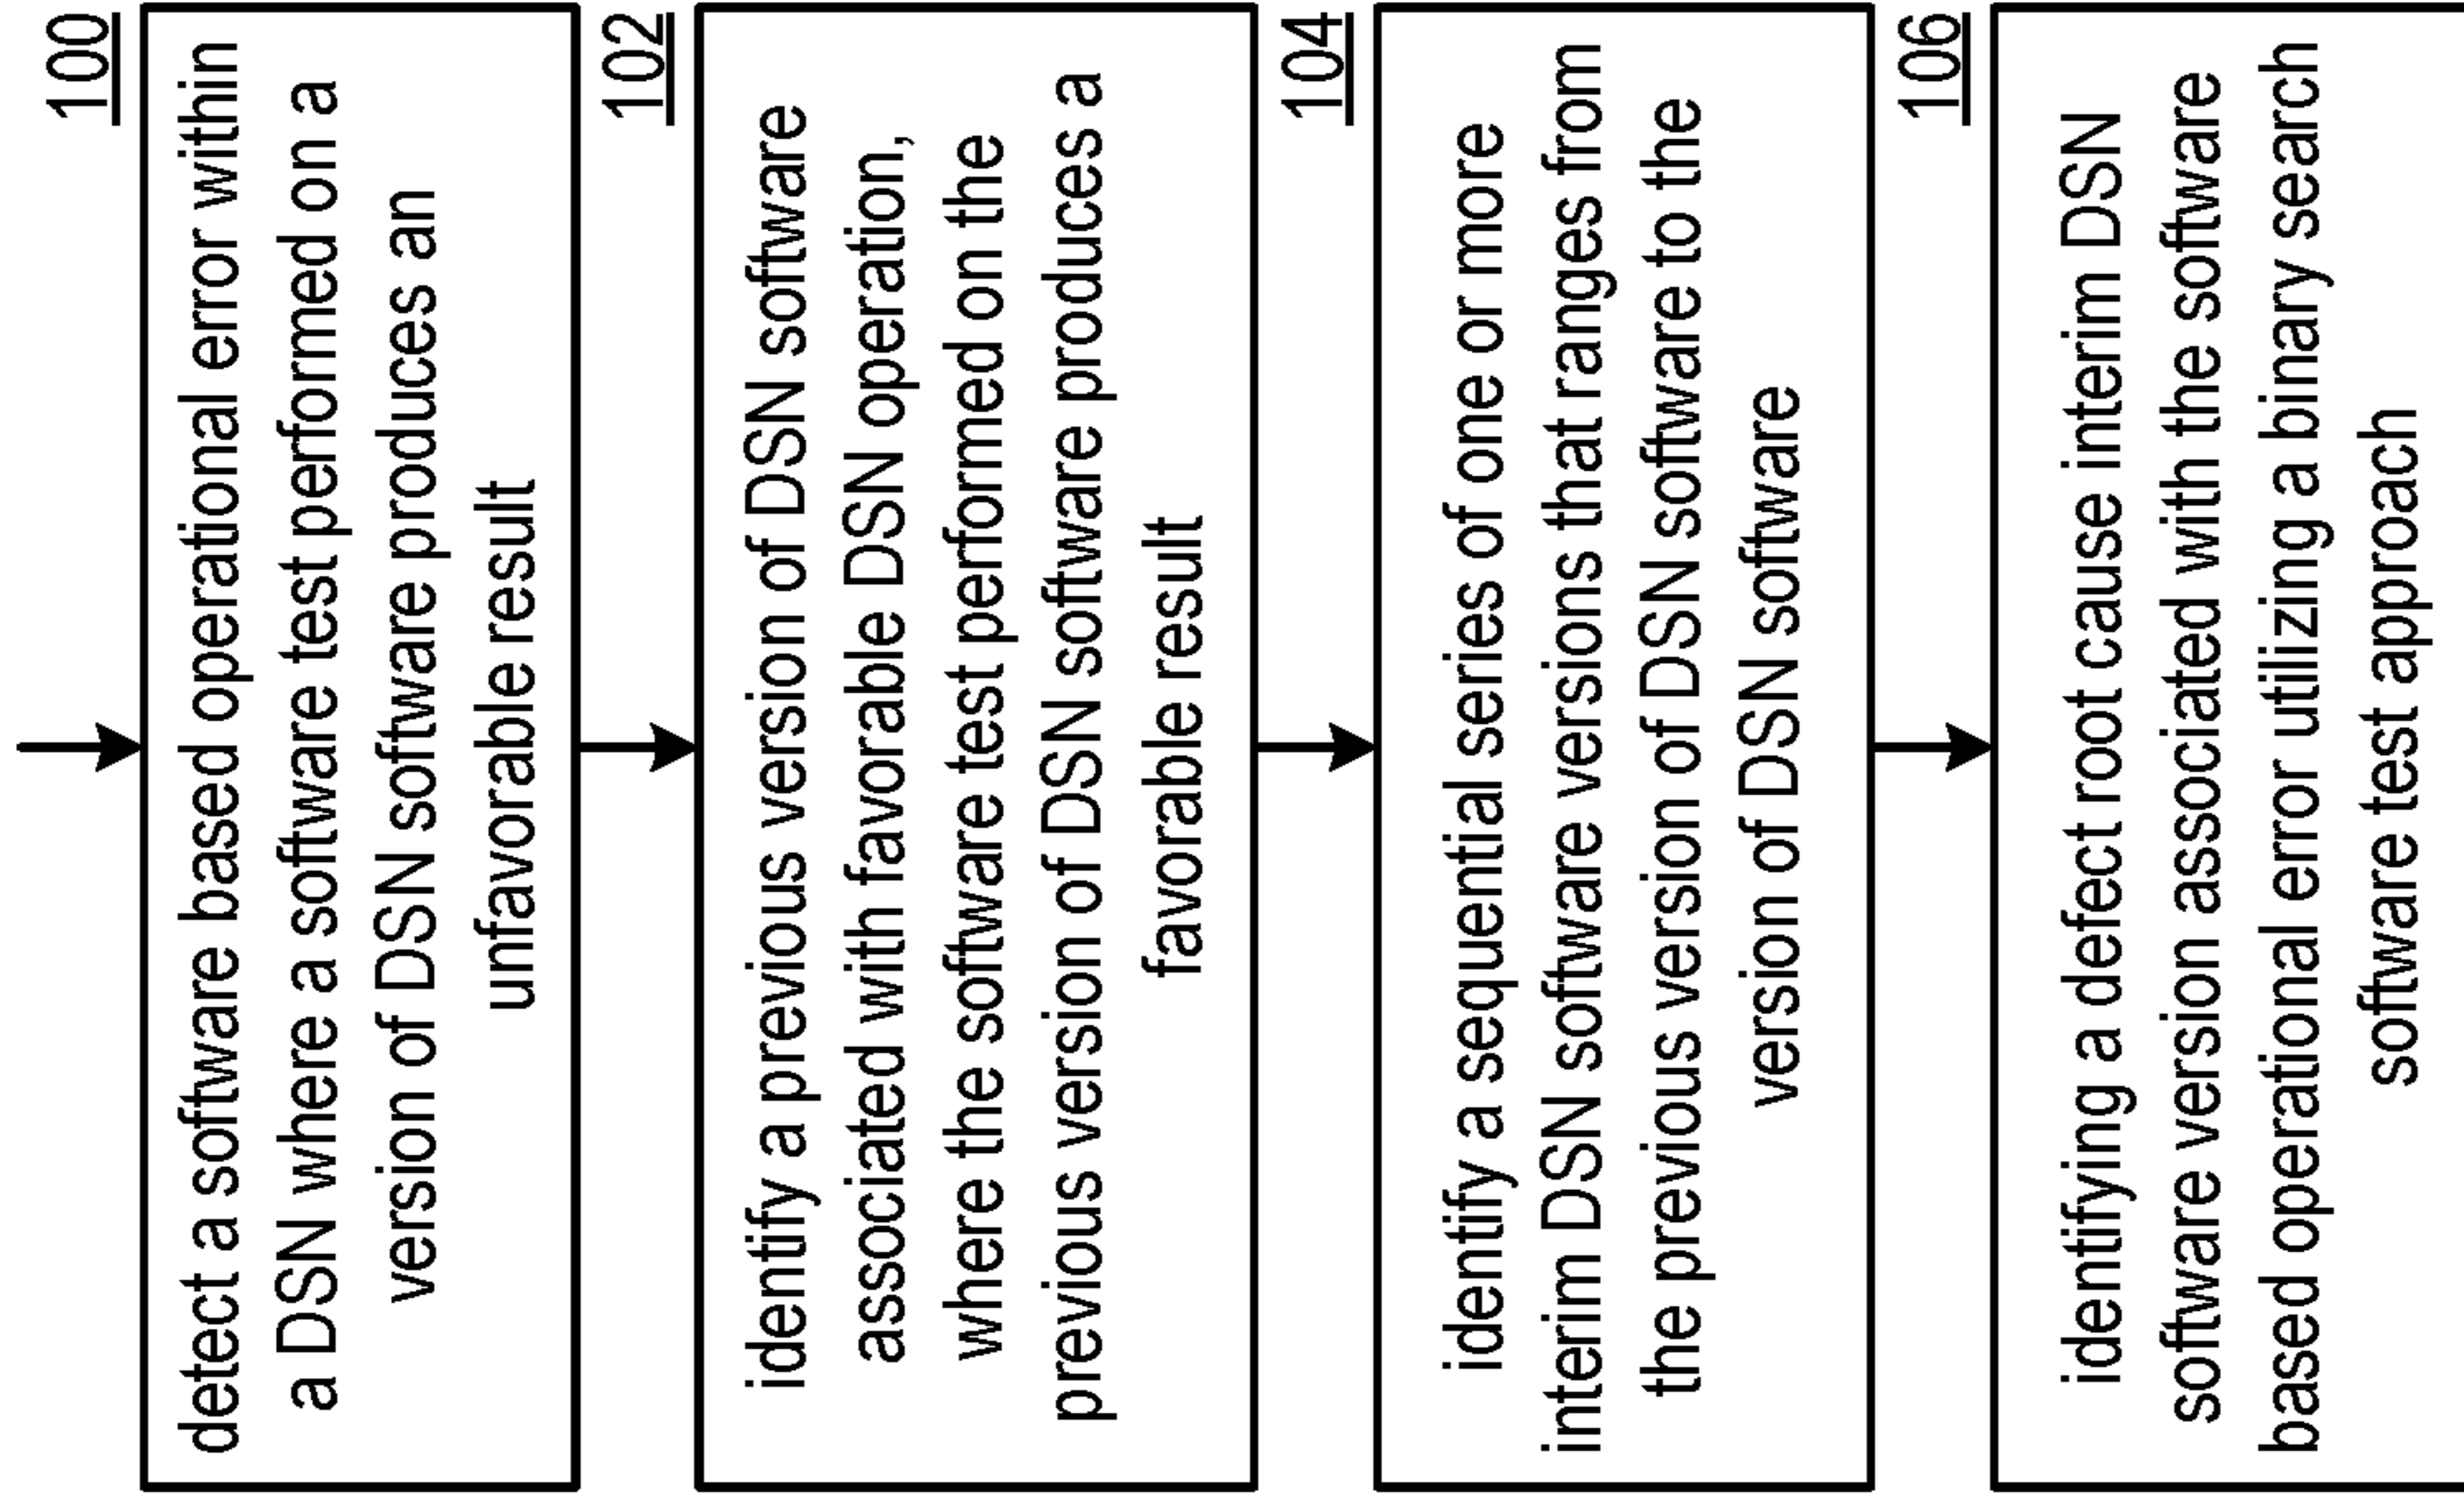 100
detect a software based operational error within
a DSN where a software test performed on a
version of DSN software produces an
unfavorable result
102
identify a previous version of DSN software
associated with favorable DSN operation,
where the software test performed on the
previous version of DSN software produces a
favorable result
104
identify a sequential series of one or more
interim DSN software versions that ranges from
the previous version of DSN software to the
version of DSN software
106
identifying a defect root cause interim DSN
software version associated with the software
based operational error utilizing a binary search
software test approach